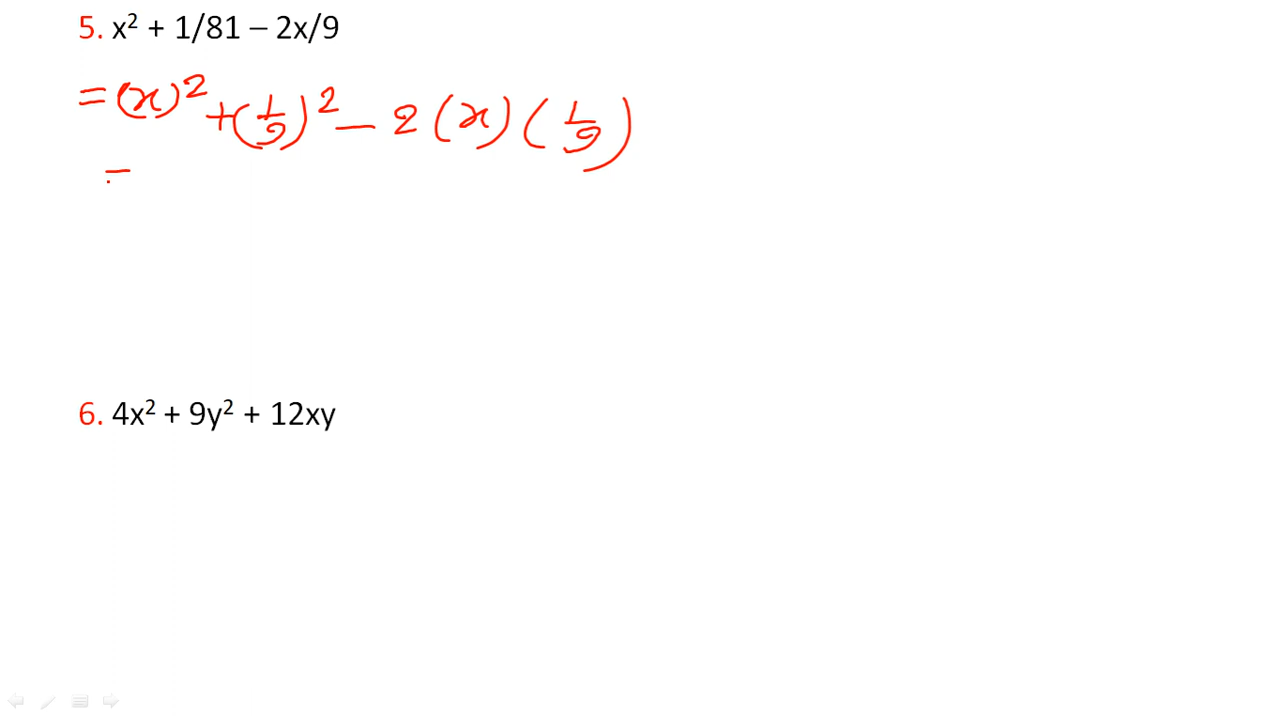 5. x² + 1/81 – 2x/9
= (x)² + (1/9)² – 2 (x) (1/9)
=
6. 4x² + 9y² + 12xy